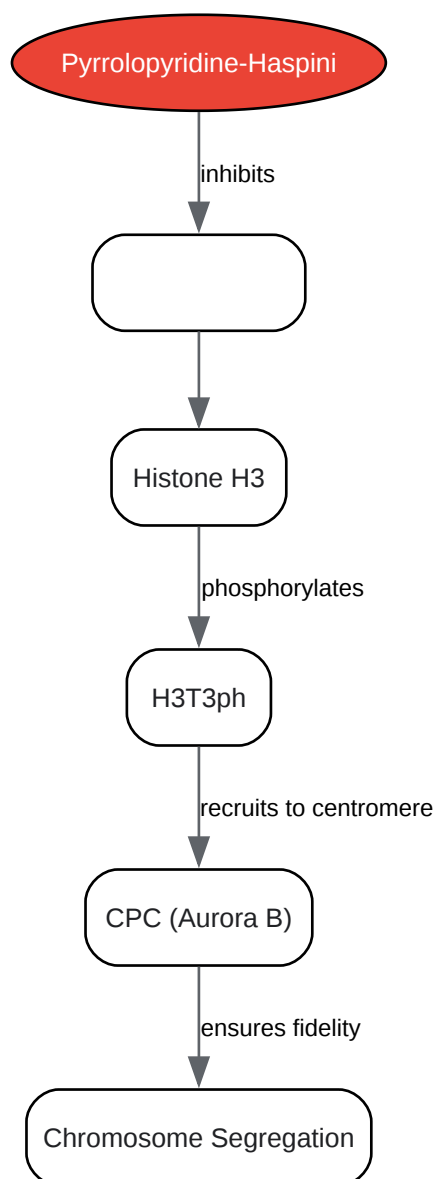 Pyrrolopyridine-Haspini
inhibits
Histone H3
phosphorylates
H3T3ph
recruits to centromere
CPC (Aurora B)
ensures fidelity
Chromosome Segregation